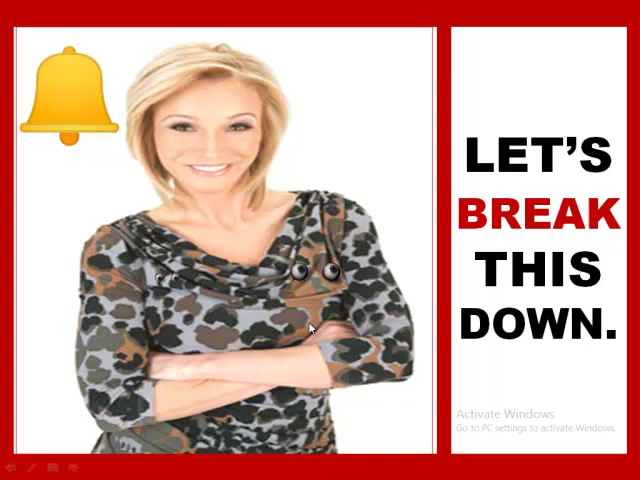 LET’S
BREAK
THIS
DOWN.
Activate Windows
Go to PC settings to activate Windows.